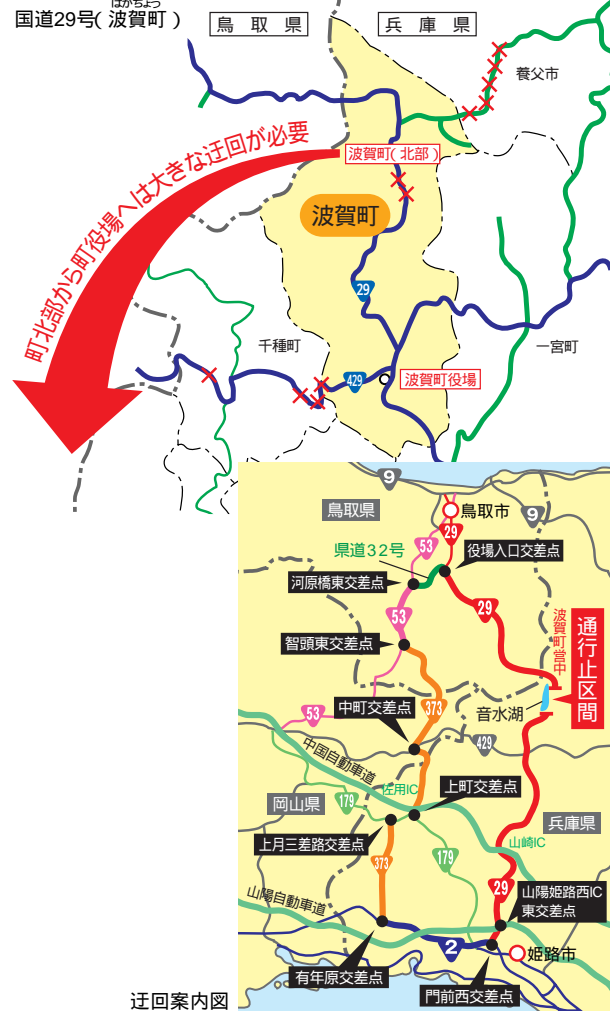 はがちょう
国道29号( 波賀町 )
鳥取県
兵庫県
養父市
町北部から町役場へは大きな迂回が必要
波賀町( 北部 )
波賀町
29
千種町
一宮町
429
波賀町役場
9
鳥取県
鳥取市
9
53
29
県道32号
役場入口交差点
河原橋東交差点
29
53
波賀町皆木
通行止区間
智頭東交差点
373
中町交差点
音水湖
53
429
中国自動車道
佐用IC
上町交差点
岡山県
179
兵庫県
上月三差路交差点
山崎IC
179
373
29
山陽姫路西IC
東交差点
山陽自動車道
2
姫路市
有年原交差点
門前西交差点
迂回案内図